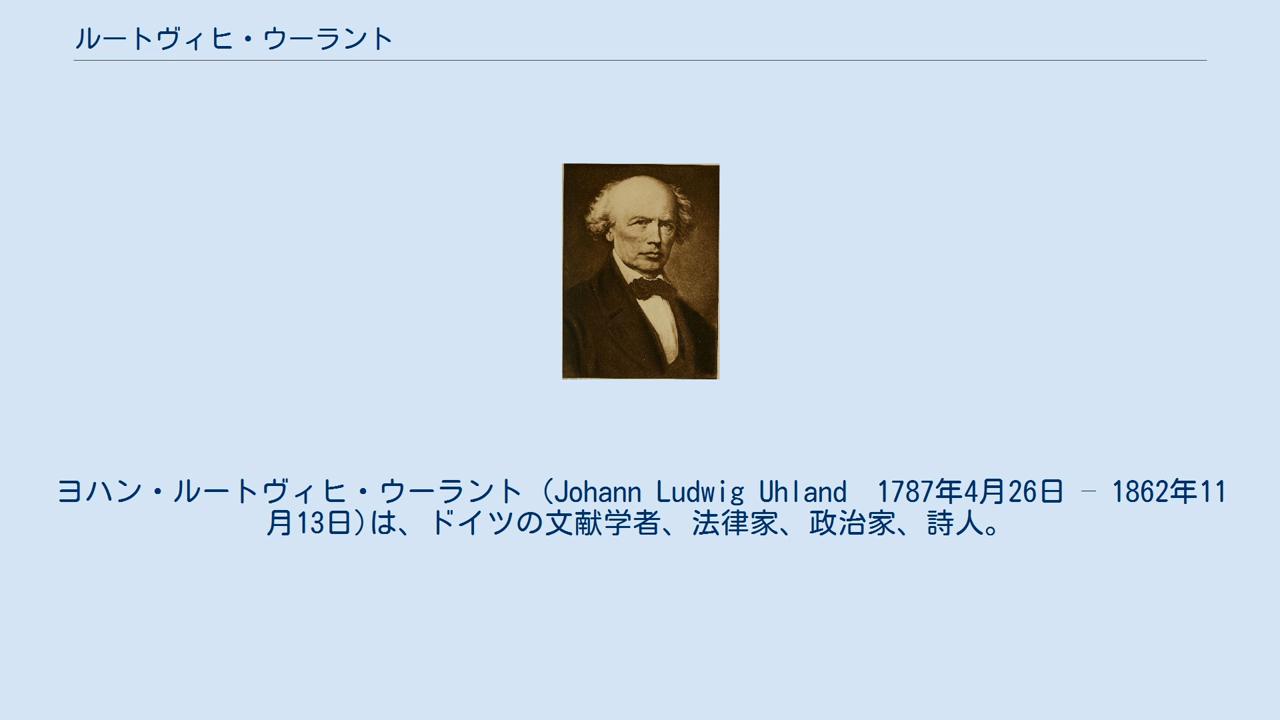 ルートヴィヒ・ウーラント
ヨハン・ルートヴィヒ・ウーラント (Johann Ludwig Uhland  1787年4月26日 – 1862年11
月13日)は、ドイツの文献学者、法律家、政治家、詩人。